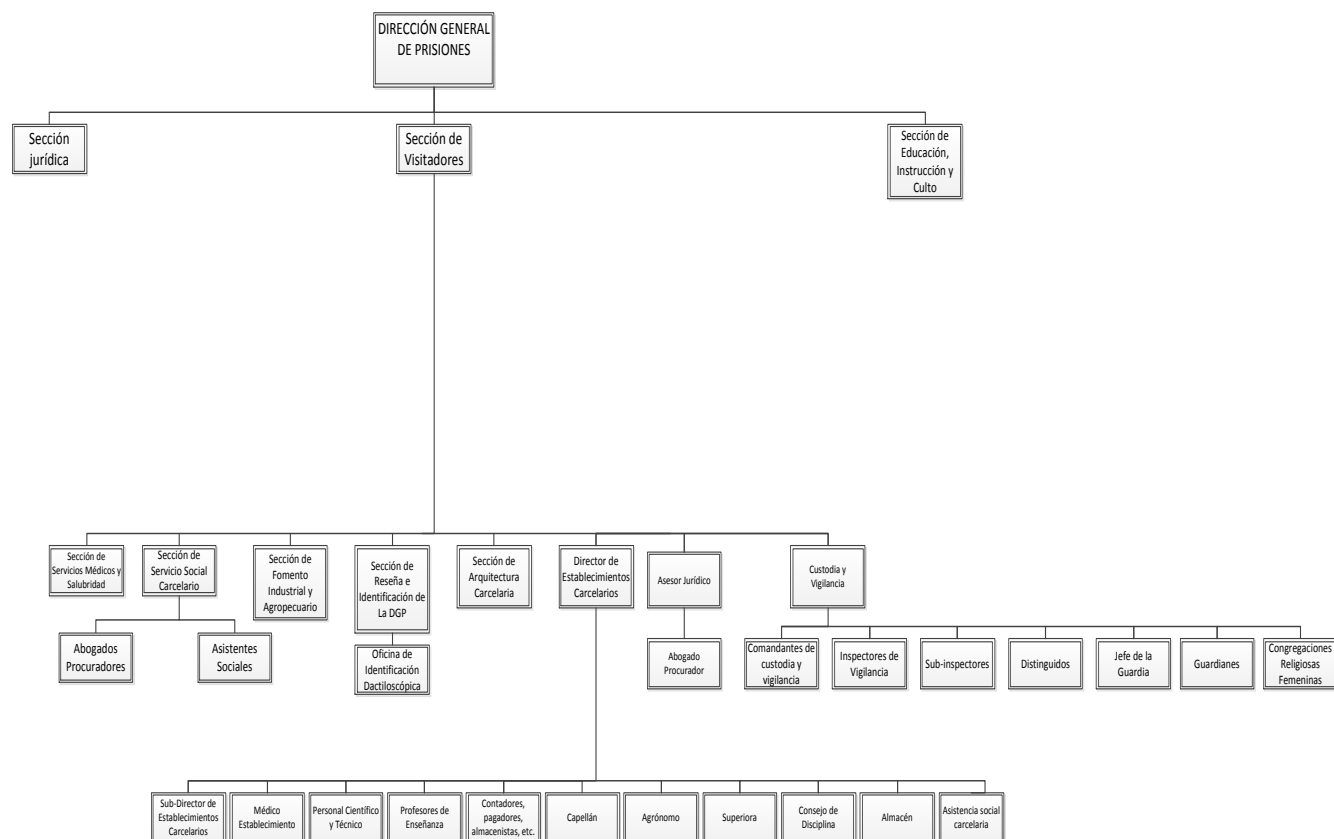 DIRECCIÓN GENERAL
DE PRISIONES
Sección
jurídica
Sección de
Visitadores
Sección de
Educación,
Instrucción y
Culto
Sección de
Servicios Médicos y
Salubridad
Sección de
Servicio Social
Carcelario
Sección de
Fomento
Industrial y
Agropecuario
Sección de
Reseña e
Identificación de
La DGP
Sección de
Arquitectura
Carcelaria
Director de
Establecimientos
Carcelarios
Asesor Jurídico
Custodia y
Vigilancia
Abogados
Procuradores
Asistentes
Sociales
Oficina de
Identificación
Dactiloscópica
Abogado
Procurador
Comandantes de
custodia y
vigilancia
Inspectores de
Vigilancia
Sub-inspectores
Distinguidos
Jefe de la
Guardia
Guardianes
Congregaciones
Religiosas
Femeninas
Sub-Director de
Establecimientos
Carcelarios
Médico
Establecimiento
Personal Científico
y Técnico
Profesores de
Enseñanza
Contadores,
pagadores,
almacenistas, etc.
Capellán
Agrónomo
Superiora
Consejo de
Disciplina
Almacén
Asistencia social
carcelaria